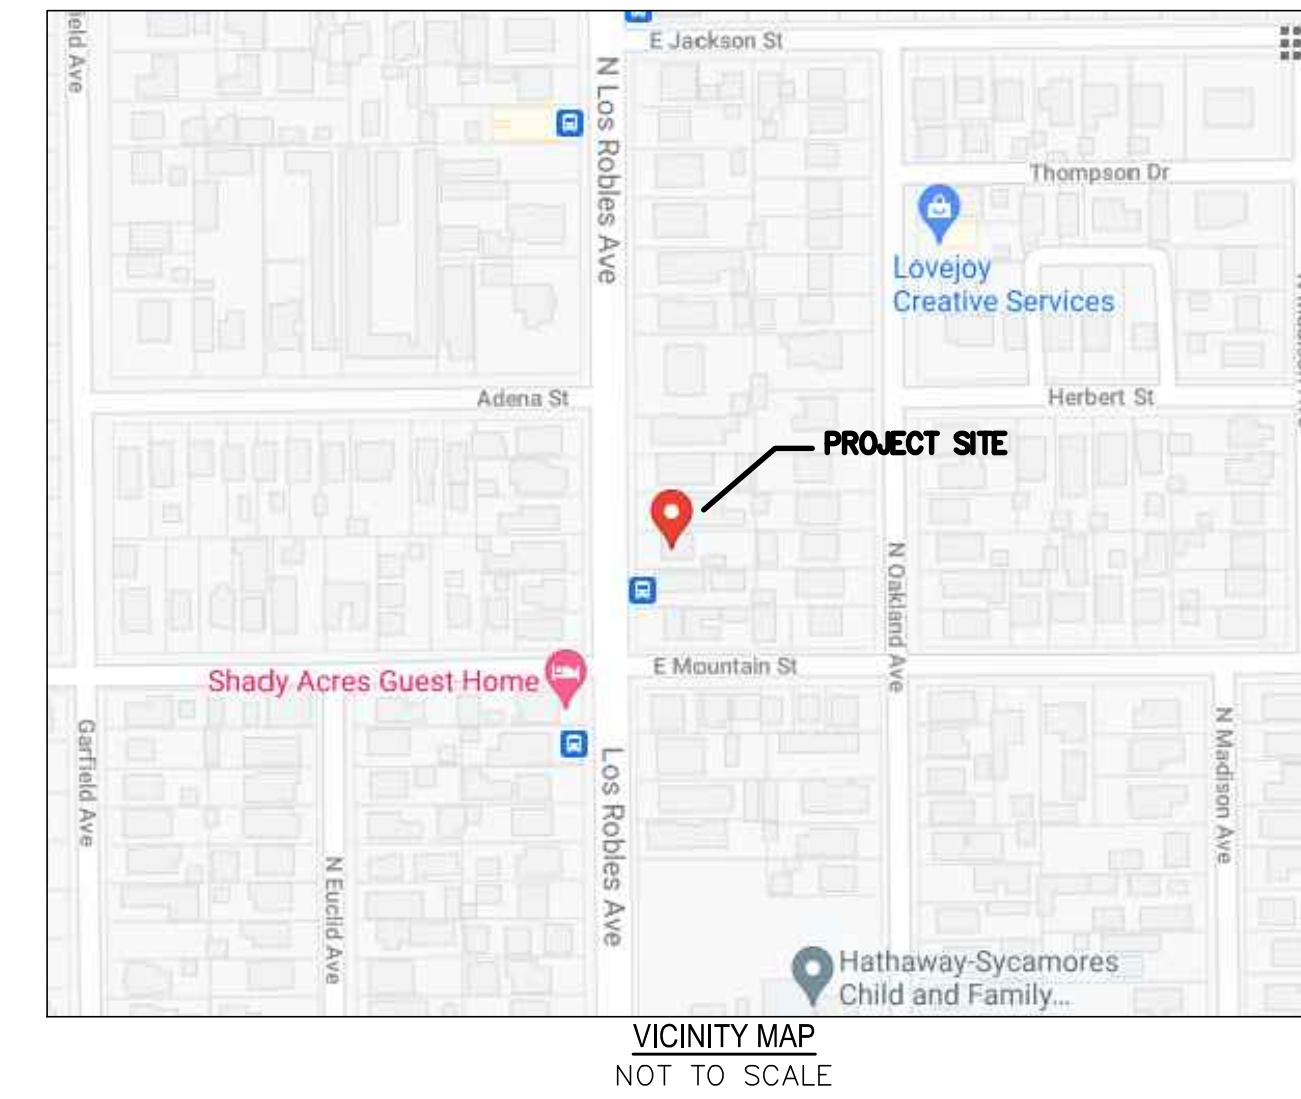 ield Ave
E Jackson St
N Los Robles Ave
Thompson Dr
Lovejoy
Creative Services
Adena St
Herbert St
PROJECT SITE
N Oakland Ave
E Mountain St
Shady Acres Guest Home
Garfield Ave
Los Robles Ave
N Madison Ave
N Euclid Ave
Hathaway-Sycamores
Child and Family...
VICINITY MAP
NOT TO SCALE